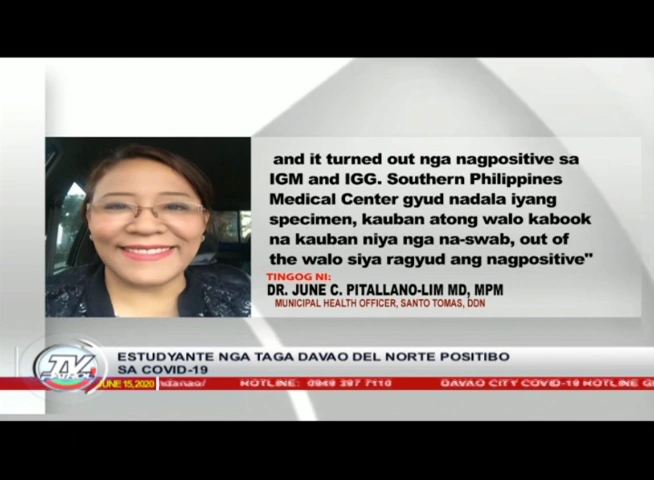 and it turned out nga nagpositive sa
IGM and IGG. Southern Philippines
Medical Center gyud nadala iyang
specimen, kauban atong walo kabook
na kauban niya nga na-swab, out of
the walo siya ragyud ang nagpositive"
TINGOG NI:
DR. JUNE C. PITALLANO-LIM MD, MPM
MUNICIPAL HEALTH OFFICER, SANTO TOMAS, DDN
TV
PATROL
ESTUDYANTE NGA TAGA DAVAO DEL NORTE POSITIBO
SA COVID-19
JUNE 15,2020 HOTLINE: 0949 397 7110 DAVAO CITY COVID-19 HOTLINE